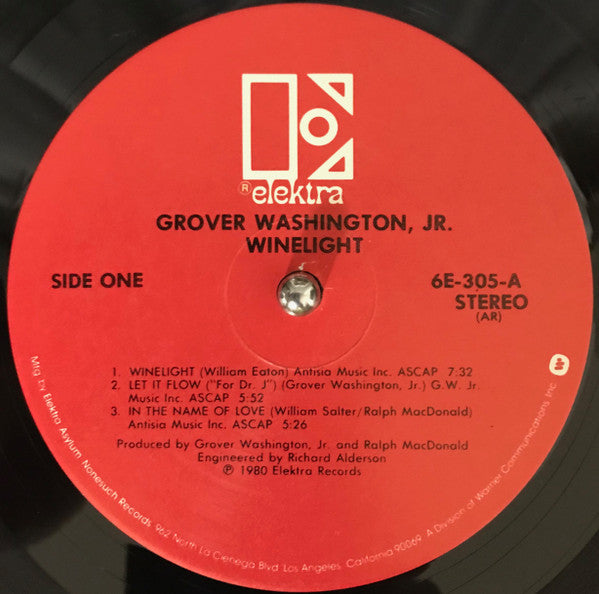 ® elektra
GROVER WASHINGTON, JR.
WINELIGHT
SIDE ONE
6E-305-A
STEREO
(AR)
1. WINELIGHT (William Eaton) Antisia Music Inc. ASCAP 7:32
2. LET IT FLOW ("For Dr. J") (Grover Washington, Jr.) G.W. Jr.
Music Inc. ASCAP 5:52
3. IN THE NAME OF LOVE (William Salter/Ralph MacDonald)
Antisia Music Inc. ASCAP 5:26
Produced by Grover Washington, Jr. and Ralph MacDonald
Engineered by Richard Alderson
℗ 1980 Elektra Records
Mfg. by Elektra Asylum Nonesuch Records 962 North La Cienega Blvd. Los Angeles, California 90069. A Division of Warner Communications Inc.